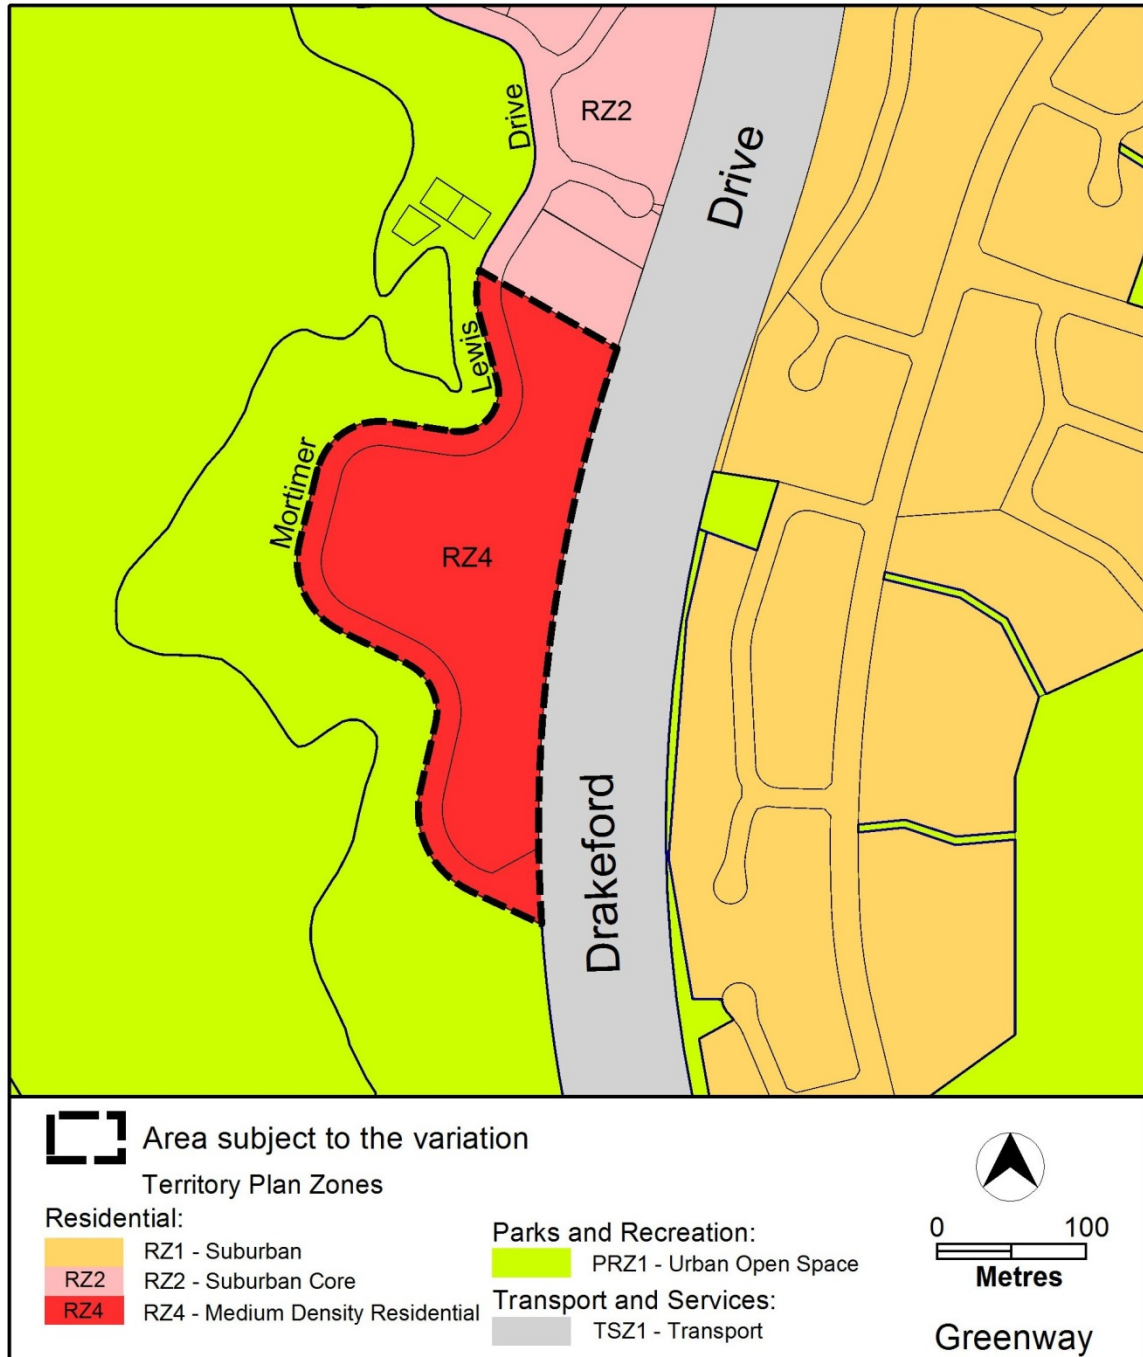 Drive
RZ2
Drive
Lewis
Mortimer
RZ4
Drakeford
Area subject to the variation
Territory Plan Zones
Residential:
RZ1 - Suburban
RZ2 RZ2 - Suburban Core
RZ4 RZ4 - Medium Density Residential
Parks and Recreation:
PRZ1 - Urban Open Space
Transport and Services:
TSZ1 - Transport
0 100
Metres
Greenway